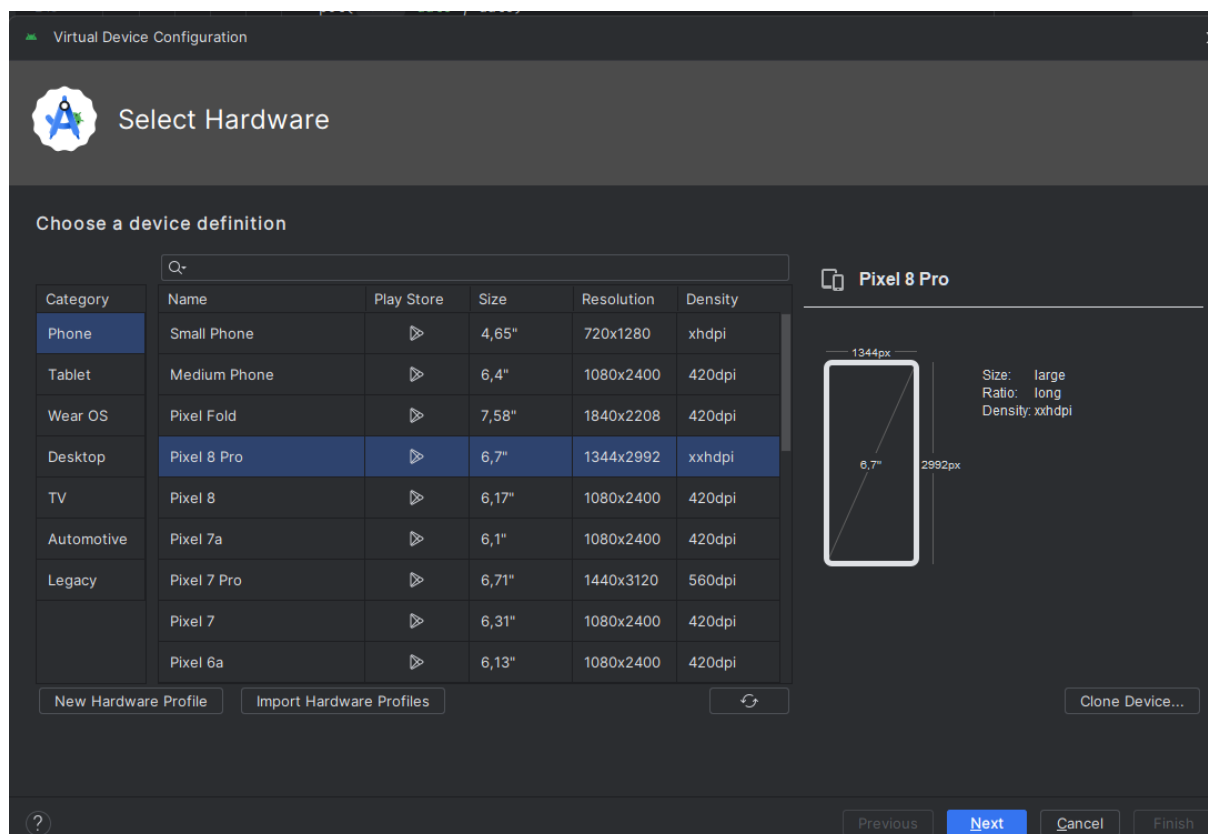 Virtual Device Configuration
Select Hardware
Choose a device definition
Category
Phone
Tablet
Wear OS
Desktop
TV
Automotive
Legacy
Name Play Store Size Resolution Density
Small Phone 4,65" 720x1280 xhdpi
Medium Phone 6,4" 1080x2400 420dpi
Pixel Fold 7,58" 1840x2208 420dpi
Pixel 8 Pro 6,7" 1344x2992 xxhdpi
Pixel 8 6,17" 1080x2400 420dpi
Pixel 7a 6,1" 1080x2400 420dpi
Pixel 7 Pro 6,71" 1440x3120 560dpi
Pixel 7 6,31" 1080x2400 420dpi
Pixel 6a 6,13" 1080x2400 420dpi
New Hardware Profile Import Hardware Profiles
Pixel 8 Pro
1344px
6,7"
2992px
Size: large
Ratio: long
Density: xxhdpi
Clone Device...
? Previous Next Cancel Finish